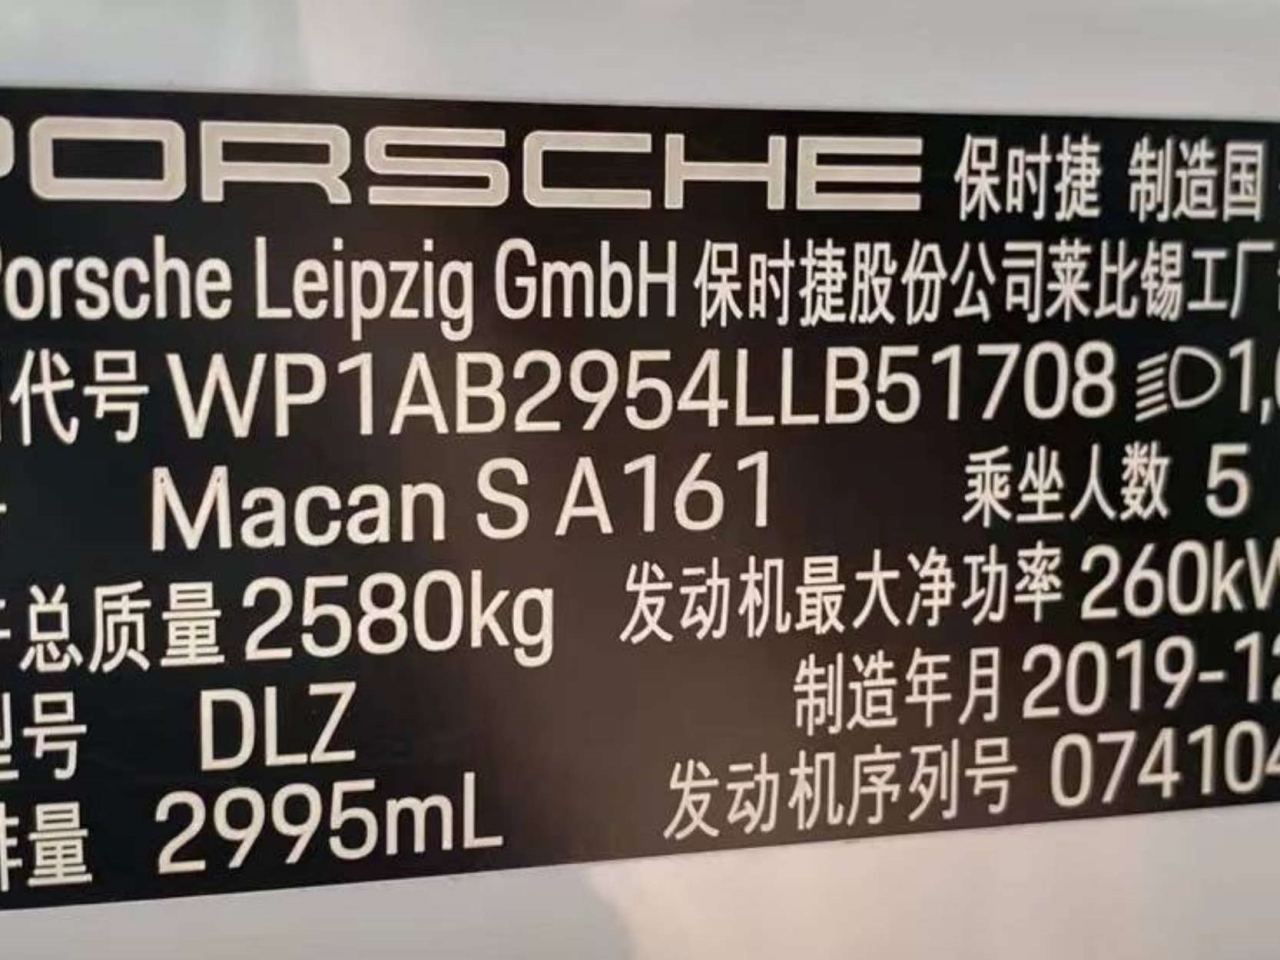 PORSCHE 保时捷 制造国
Porsche Leipzig GmbH 保时捷股份公司莱比锡工厂
代号 WP1AB2954LLB51708 1,
Macan S A161 乘坐人数 5
总质量 2580kg 发动机最大净功率 260kW
型号 DLZ 制造年月 2019-12
排量 2995mL 发动机序列号 074104